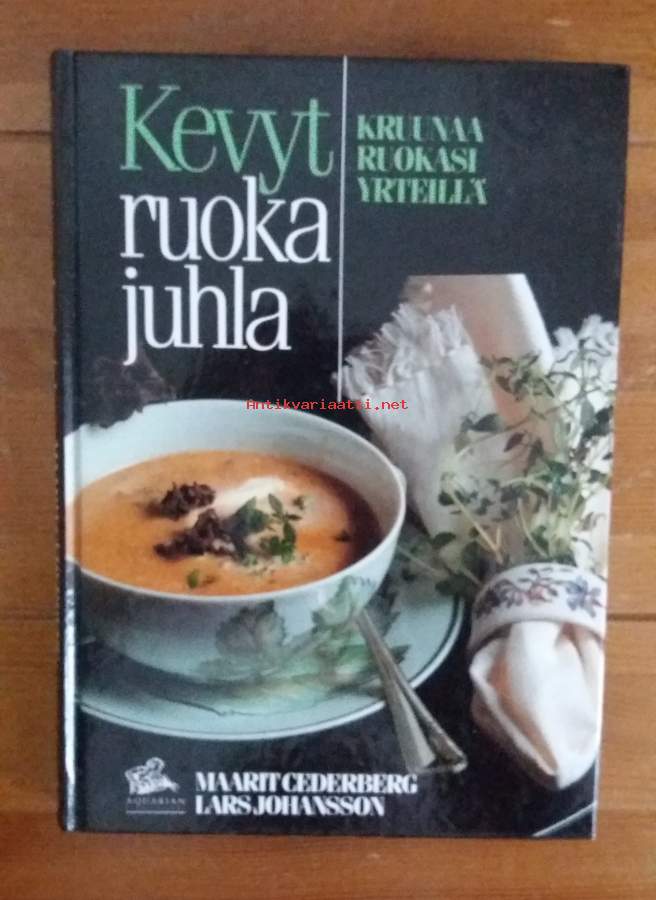 Kevyt
ruoka
juhla
KRUUNAA
RUOKASI
YRTEILLÄ
Antikvariaatti.net
AQUARIAN
MAARIT CEDERBERG
LARS JOHANSSON